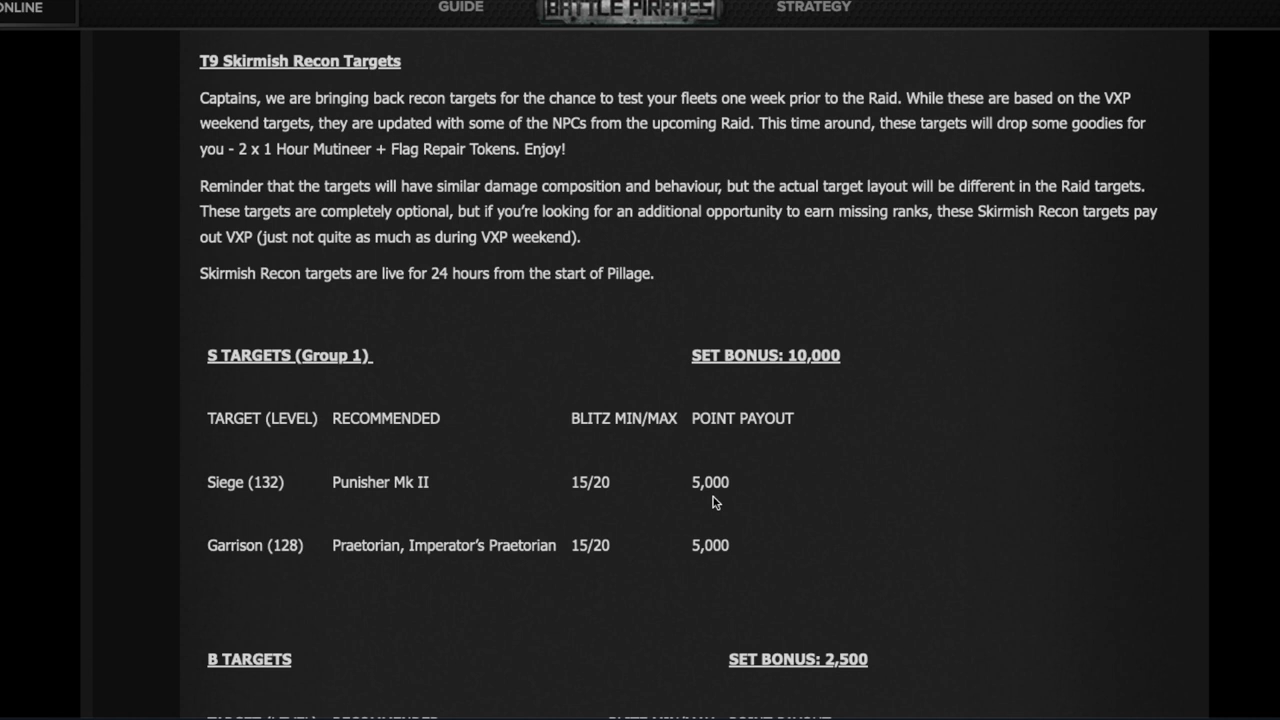 ONLINE
GUIDE BATTLE PIRATES STRATEGY
T9 Skirmish Recon Targets
Captains, we are bringing back recon targets for the chance to test your fleets one week prior to the Raid. While these are based on the VXP
weekend targets, they are updated with some of the NPCs from the upcoming Raid. This time around, these targets will drop some goodies for
you - 2 x 1 Hour Mutineer + Flag Repair Tokens. Enjoy!
Reminder that the targets will have similar damage composition and behaviour, but the actual target layout will be different in the Raid targets.
These targets are completely optional, but if you’re looking for an additional opportunity to earn missing ranks, these Skirmish Recon targets pay
out VXP (just not quite as much as during VXP weekend).
Skirmish Recon targets are live for 24 hours from the start of Pillage.
S TARGETS (Group 1) SET BONUS: 10,000
TARGET (LEVEL) RECOMMENDED BLITZ MIN/MAX POINT PAYOUT
Siege (132) Punisher Mk II 15/20 5,000
Garrison (128) Praetorian, Imperator’s Praetorian 15/20 5,000
B TARGETS SET BONUS: 2,500
TARGET (LEVEL) RECOMMENDED BLITZ MIN/MAX POINT PAYOUT